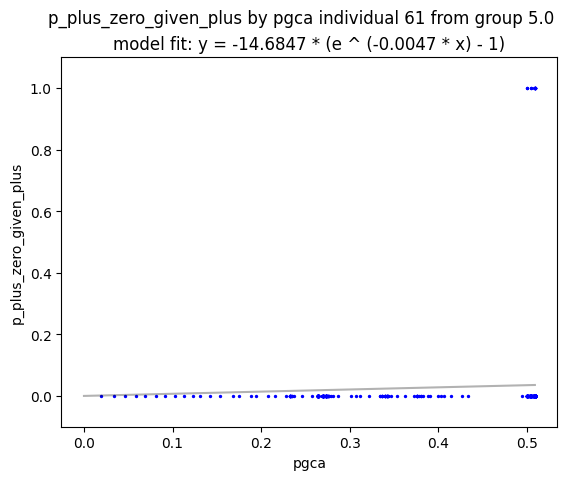 p_plus_zero_given_plus by pgca individual 61 from group 5.0
model fit: y = -14.6847 * (e ^ (-0.0047 * x) - 1)
1.0
0.8
0.6
0.4
0.2
0.0
p_plus_zero_given_plus
0.0 0.1 0.2 0.3 0.4 0.5
pgca